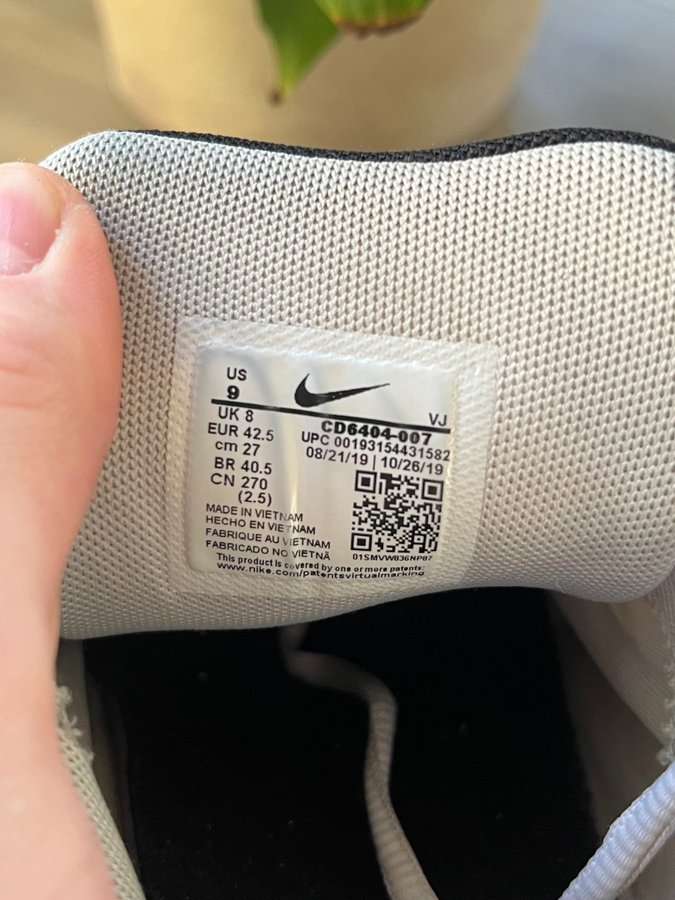 US
9
UK 8
EUR 42.5
cm 27
BR 40.5
CN 270
(2.5)
VJ
CD6404-007
UPC 00193154431582
08/21/19 | 10/26/19
01SMVW836NP87
MADE IN VIETNAM
HECHO EN VIETNAM
FABRIQUE AU VIETNAM
FABRICADO NO VIETNÃ
This product is covered by one or more patents:
www.nike.com/patentsvirtualmarking